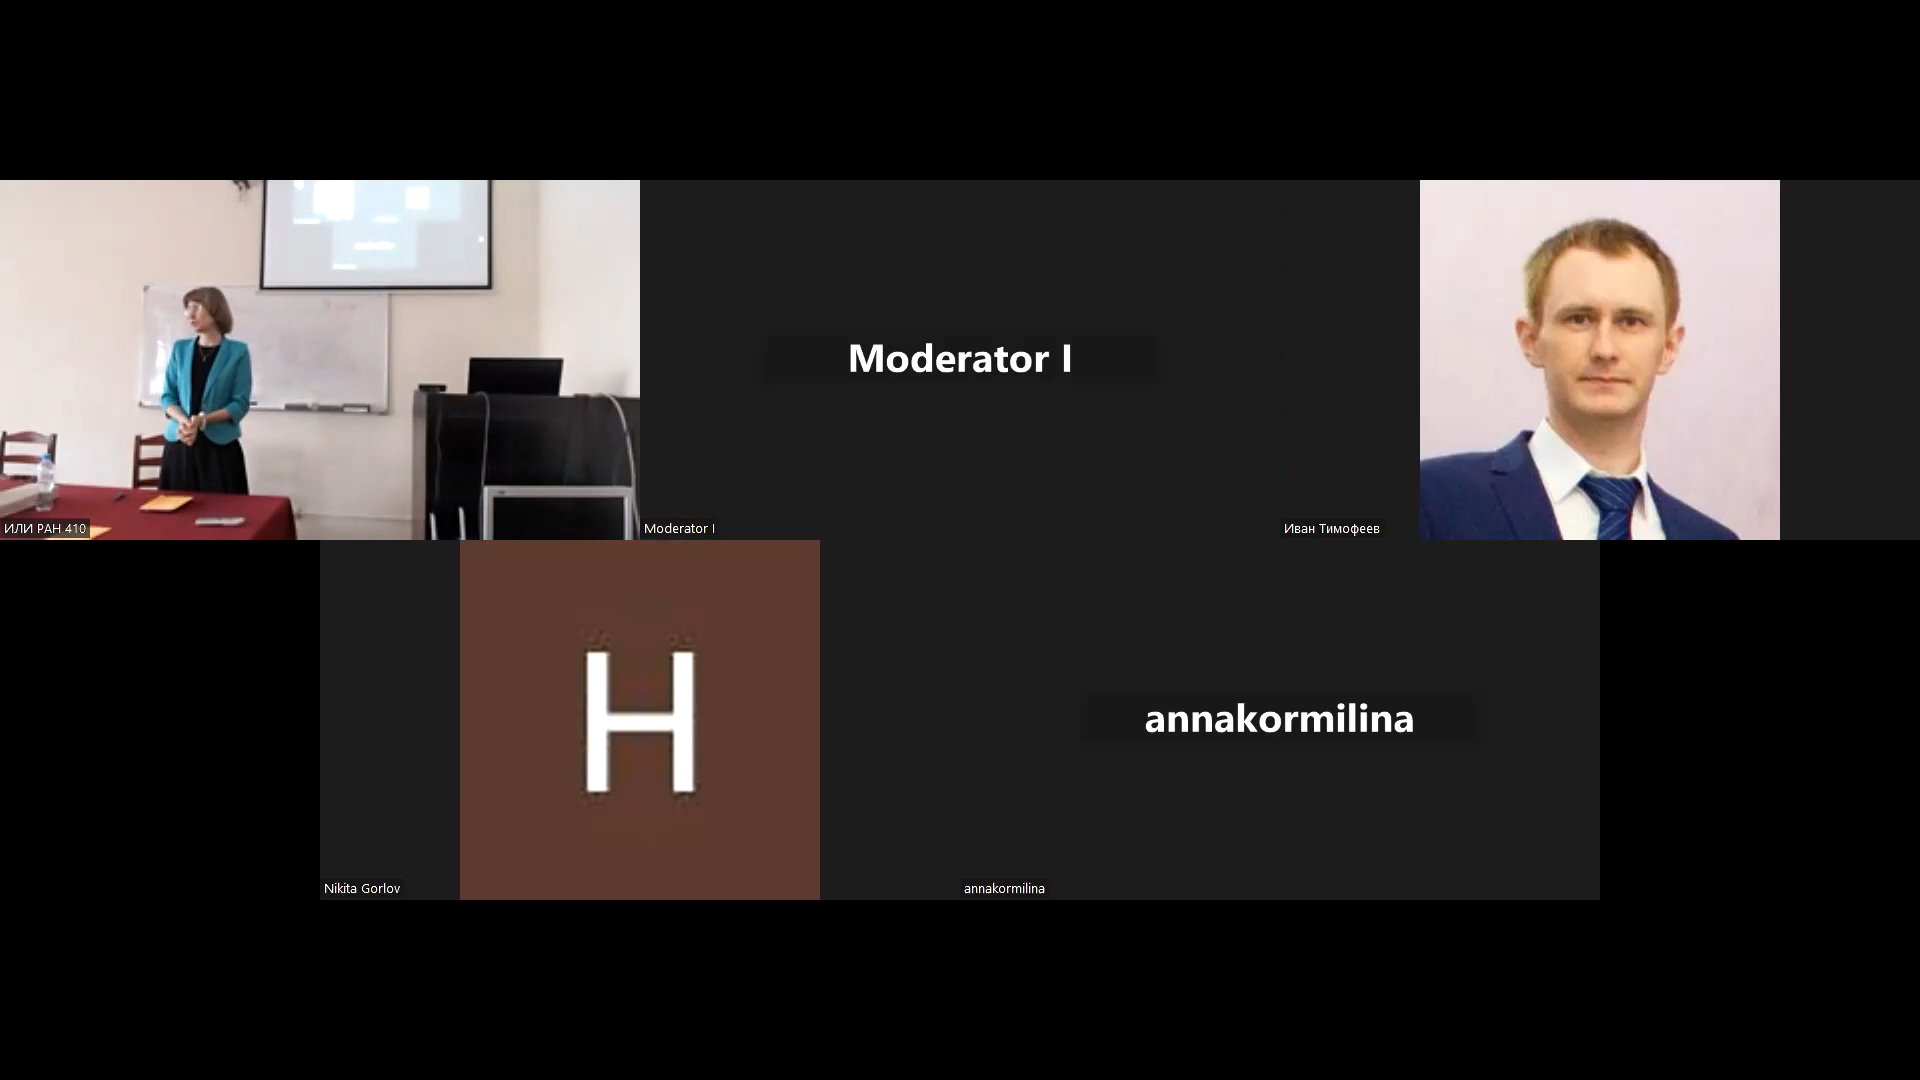 Moderator I
ИЛИ РАН 410
Moderator I
Иван Тимофеев
H
annakormilina
Nikita Gorlov
annakormilina